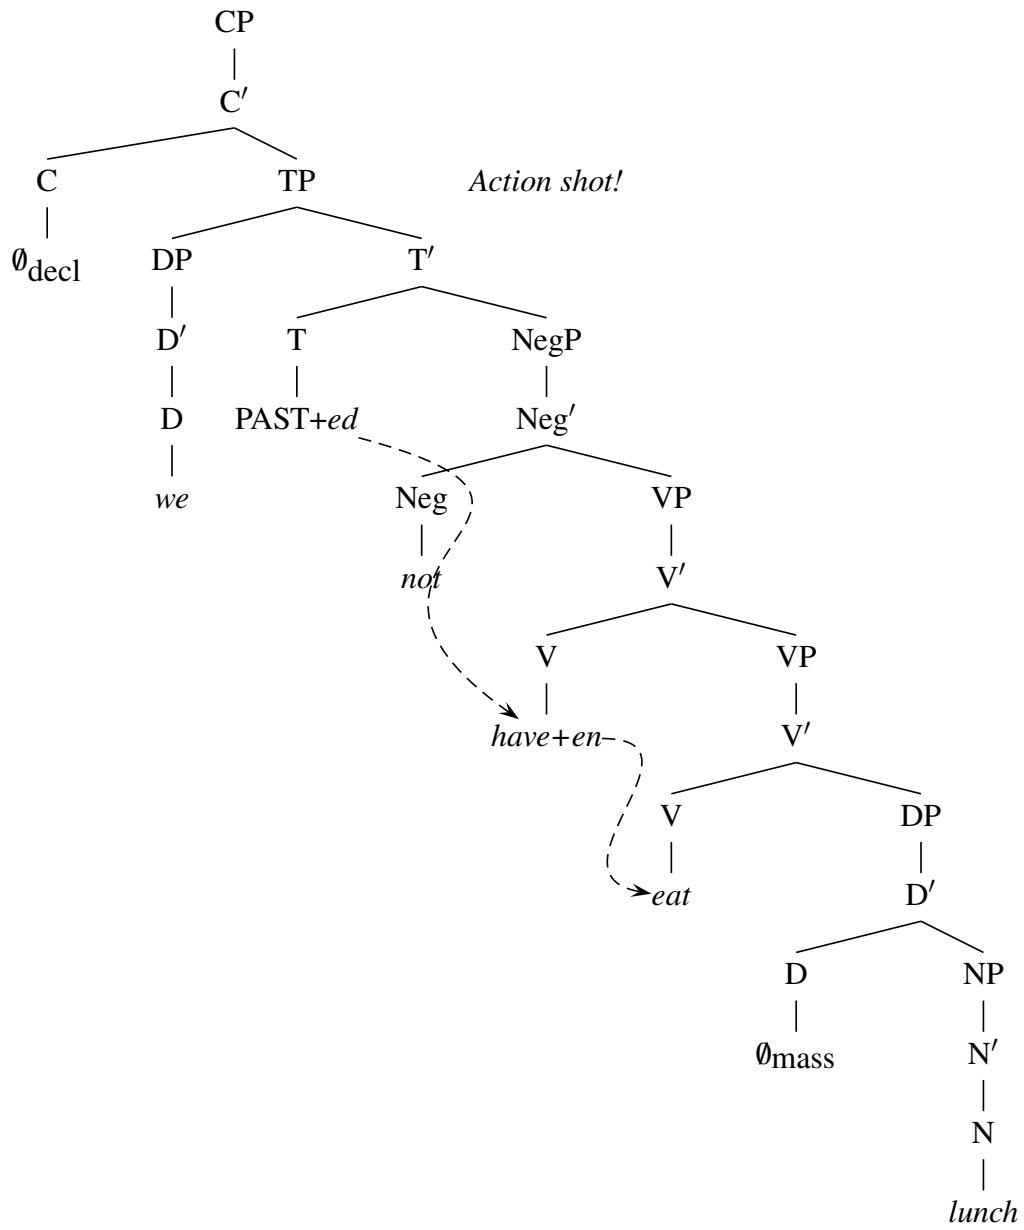 CP
C′
C TP Action shot!
∅decl DP T′
D′ T NegP
D PAST+ed Neg′
we Neg VP
not V′
V VP
have+en V′
V DP
eat D′
D NP
∅mass N′
N
lunch